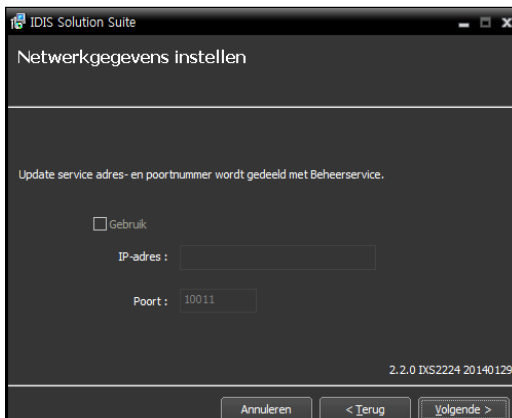 IDIS Solution Suite
Netwerkgegevens instellen
Update service adres- en poortnummer wordt gedeeld met Beheerservice.
Gebruik
IP-adres :
Poort : 10011
2.2.0 IXS2224 20140129
Annuleren < Terug Volgende >